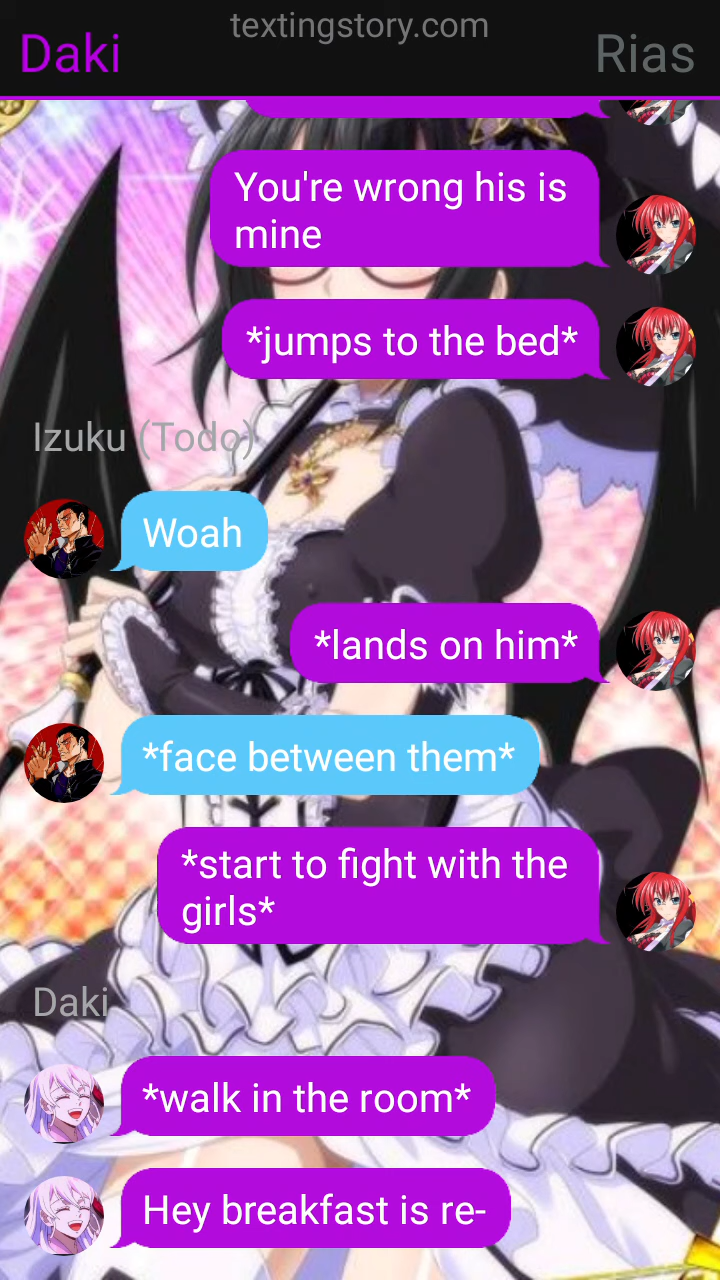 textingstory.com
Daki
Rias
You're wrong his is
mine
*jumps to the bed*
Izuku (Todo)
Woah
*lands on him*
*face between them*
*start to fight with the
girls*
Daki
*walk in the room*
Hey breakfast is re-